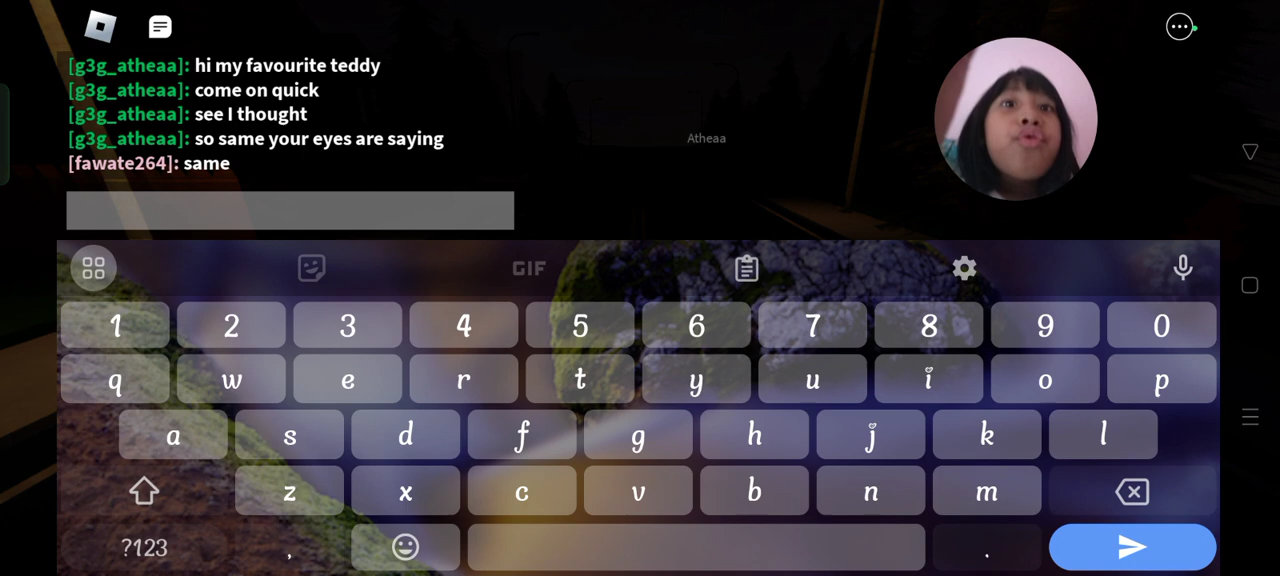 [g3g_atheaa]: hi my favourite teddy
[g3g_atheaa]: come on quick
[g3g_atheaa]: see I thought
[g3g_atheaa]: so same your eyes are saying
[fawate264]: same
Atheaa
GIF
1 2 3 4 5 6 7 8 9 0
q w e r t y u i o p
a s d f g h j k l
z x c v b n m
?123 , .